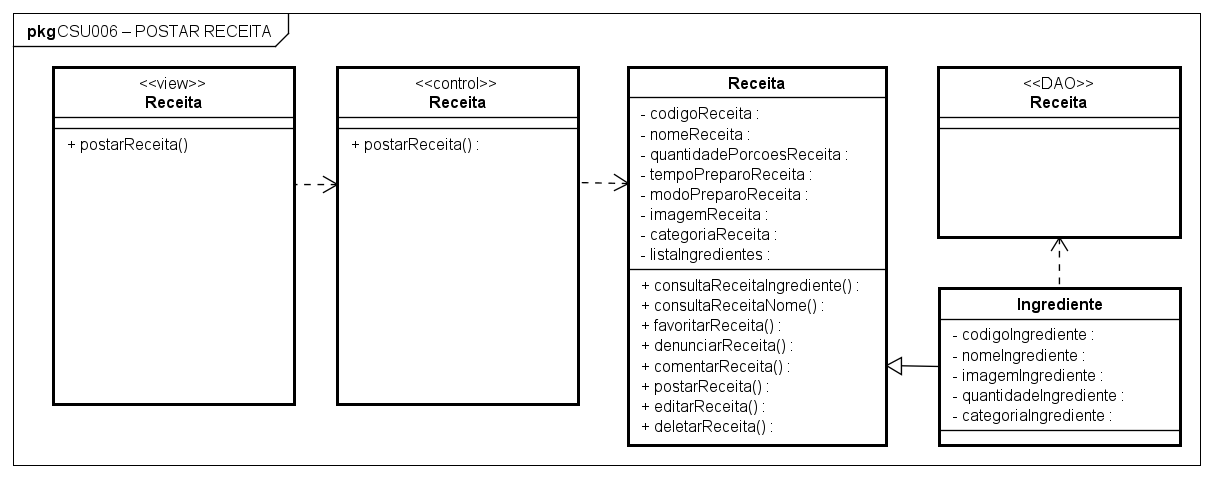 pkg CSU006 – POSTAR RECEITA
<<view>>
Receita
+ postarReceita()
<<control>>
Receita
+ postarReceita() :
Receita
- codigoReceita :
- nomeReceita :
- quantidadePorcoesReceita :
- tempoPreparoReceita :
- modoPreparoReceita :
- imagemReceita :
- categoriaReceita :
- listaIngredientes :
+ consultaReceitaIngrediente() :
+ consultaReceitaNome() :
+ favoritarReceita() :
+ denunciarReceita() :
+ comentarReceita() :
+ postarReceita() :
+ editarReceita() :
+ deletarReceita() :
<<DAO>>
Receita
Ingrediente
- codigoIngrediente :
- nomeIngrediente :
- imagemIngrediente :
- quantidadeIngrediente :
- categoriaIngrediente :